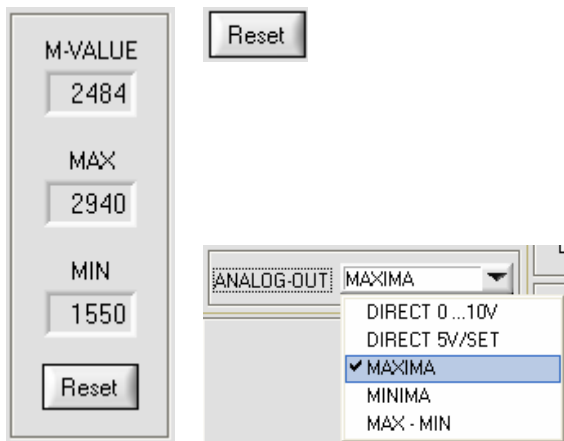 M-VALUE
2484
MAX
2940
MIN
1550
Reset
Reset
ANALOG-OUT MAXIMA
DIRECT 0 ...10V
DIRECT 5V/SET
MAXIMA
MINIMA
MAX - MIN